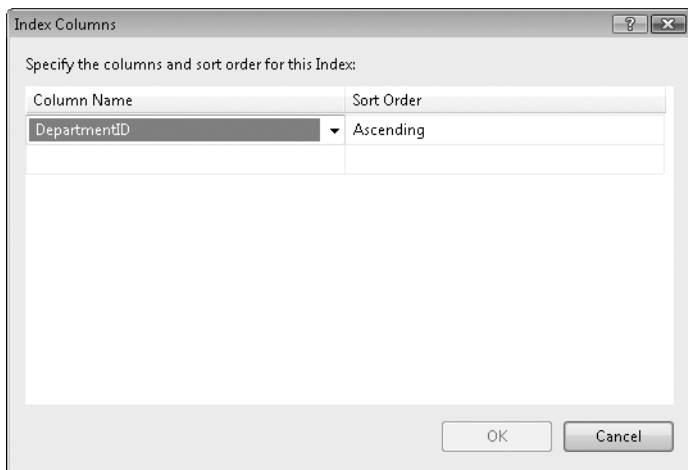 Index Columns
Specify the columns and sort order for this Index:
Column Name Sort Order
DepartmentID Ascending
OK Cancel